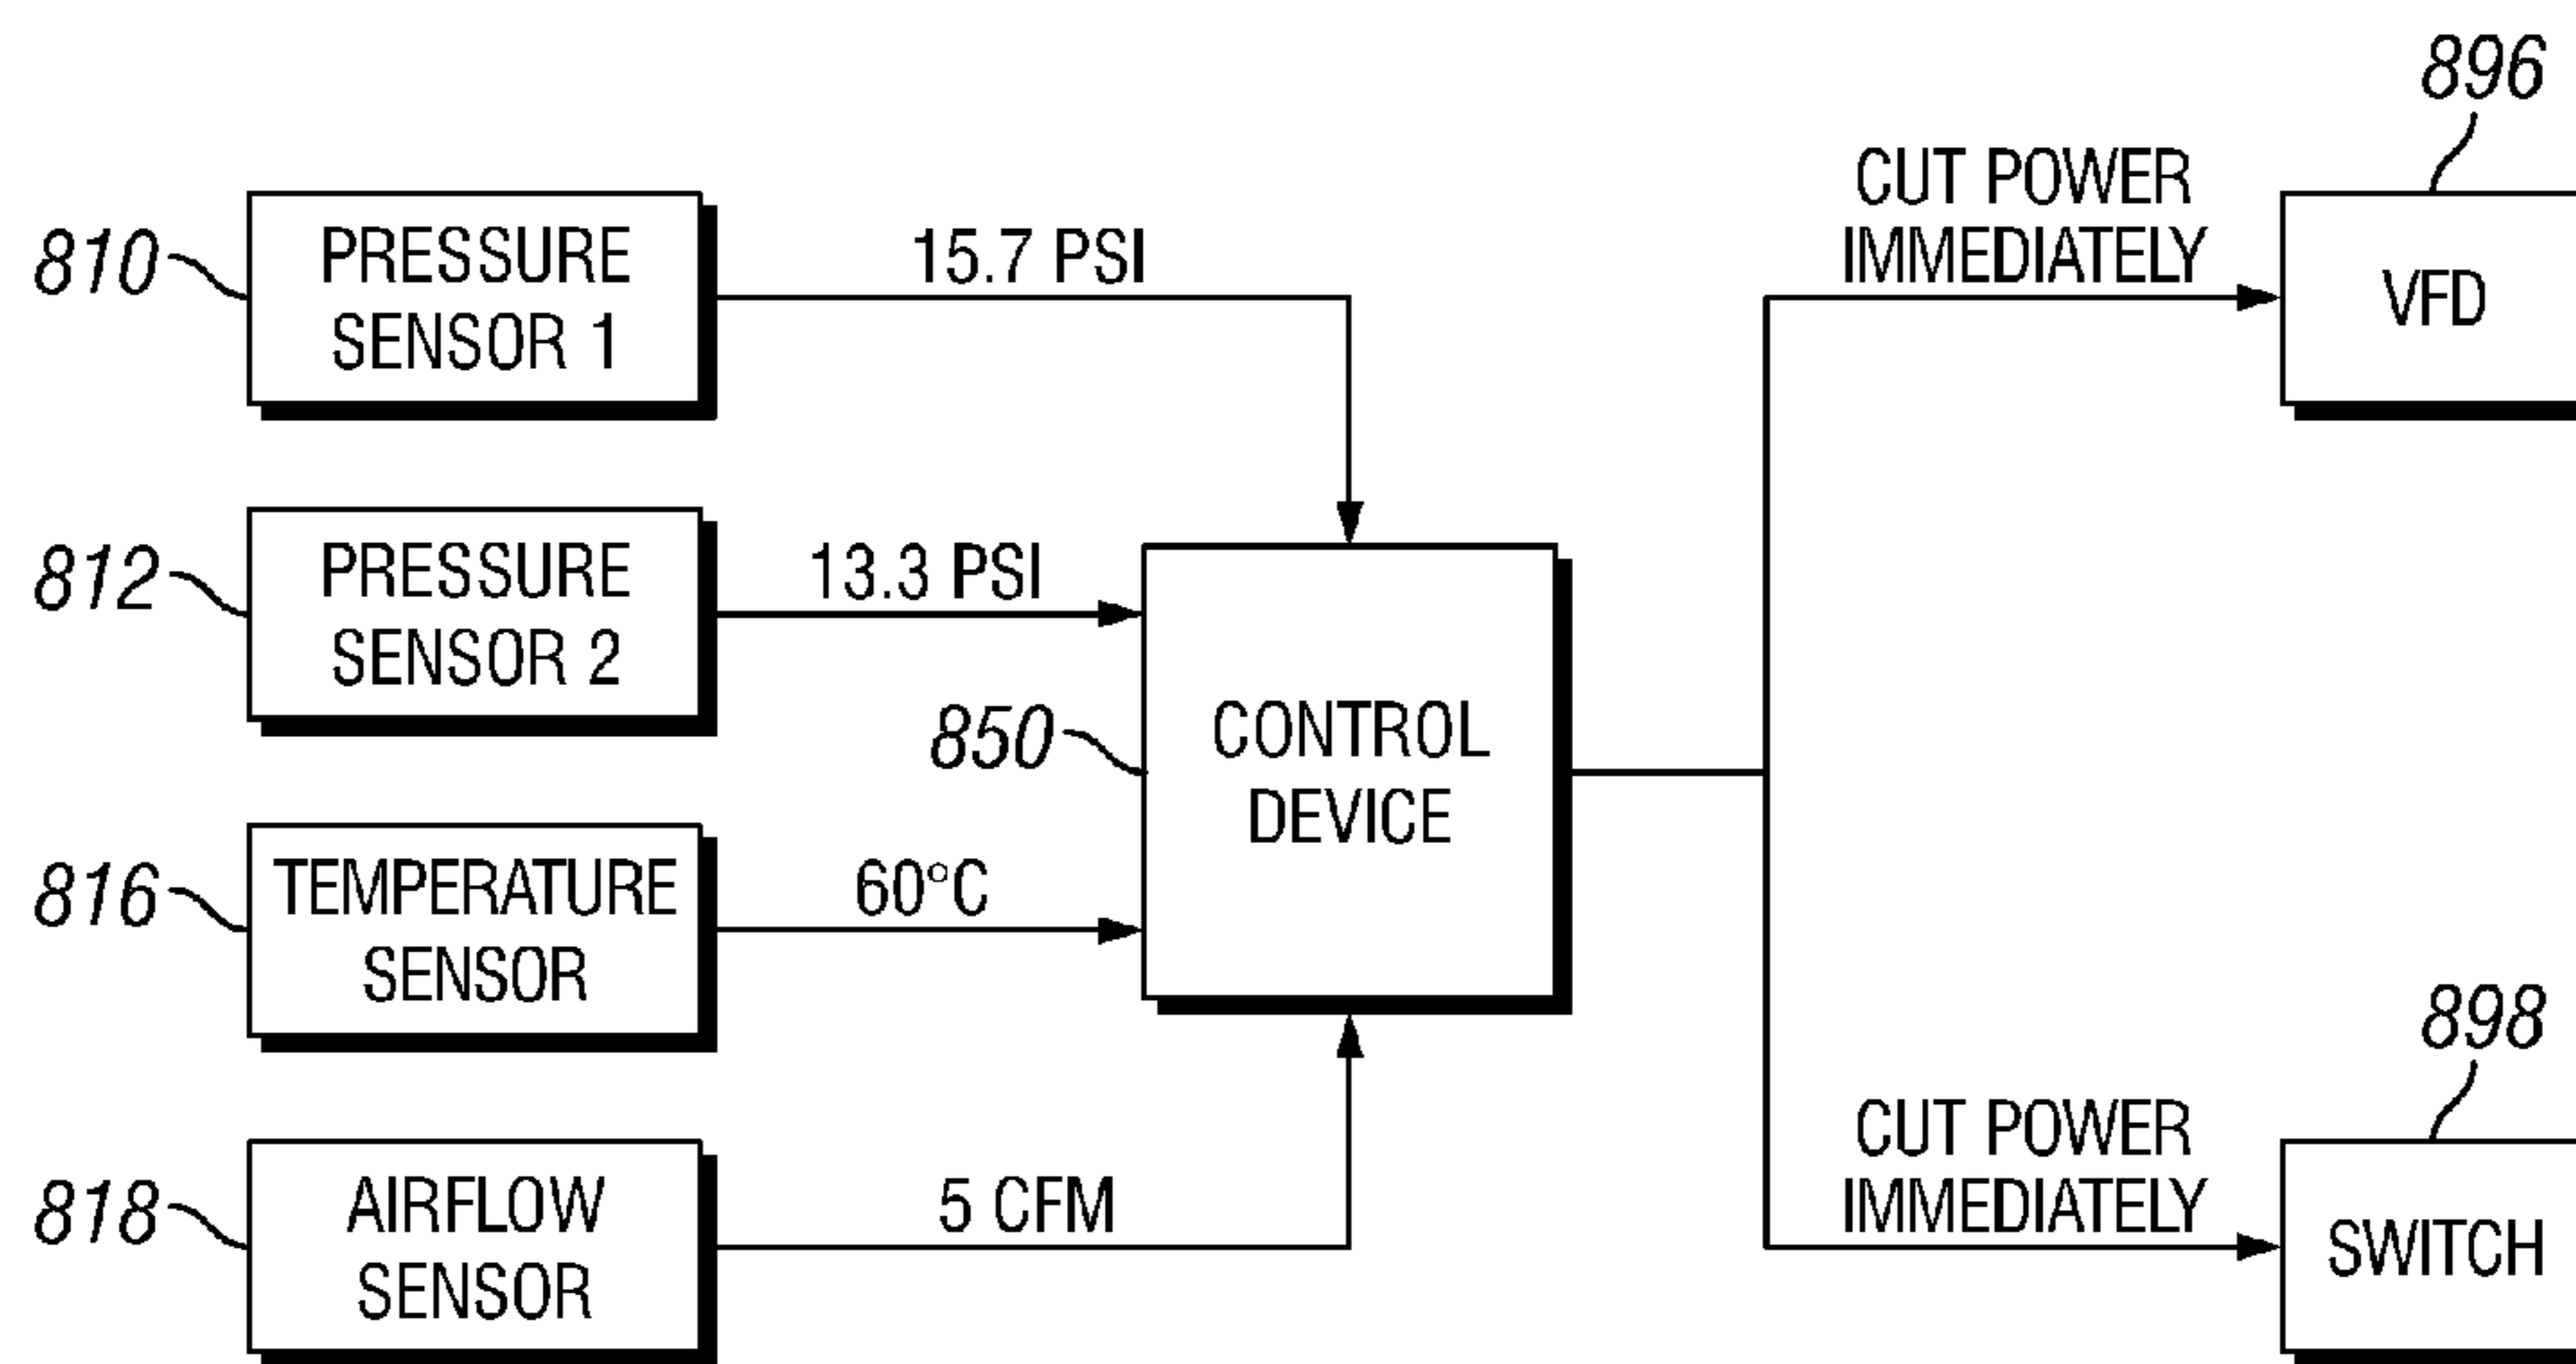 896
CUT POWER
IMMEDIATELY
810
PRESSURE
SENSOR 1
15.7 PSI
VFD
812
PRESSURE
SENSOR 2
13.3 PSI
850
CONTROL
DEVICE
816
TEMPERATURE
SENSOR
60°C
898
CUT POWER
IMMEDIATELY
818
AIRFLOW
SENSOR
5 CFM
SWITCH